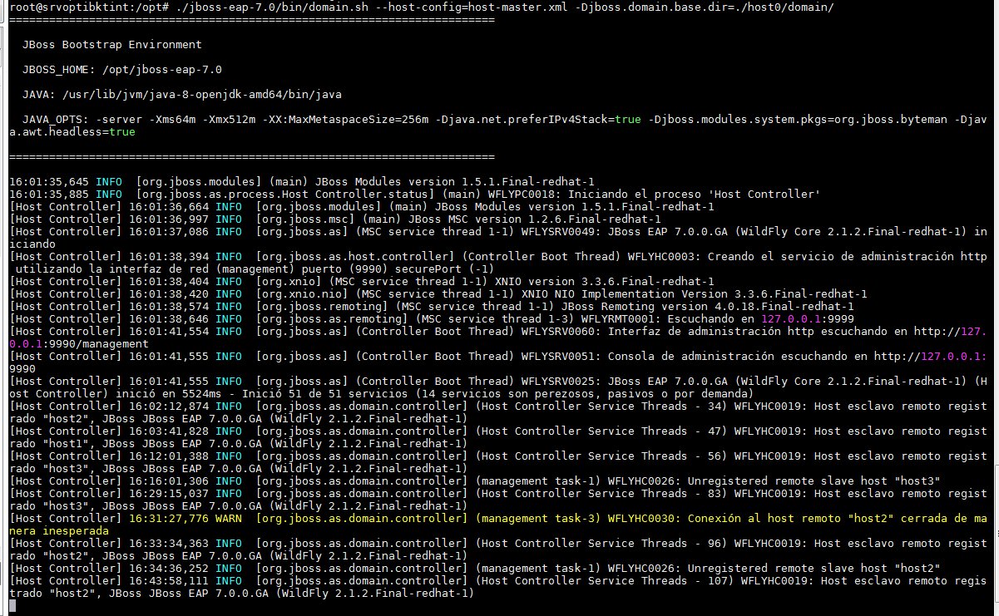 root@srvoptibktint:/opt# ./jboss-eap-7.0/bin/domain.sh --host-config=host-master.xml -Djboss.domain.base.dir=./host0/domain/
=========================================================================
JBoss Bootstrap Environment
JBOSS_HOME: /opt/jboss-eap-7.0
JAVA: /usr/lib/jvm/java-8-openjdk-amd64/bin/java
JAVA_OPTS: -server -Xms64m -Xmx512m -XX:MaxMetaspaceSize=256m -Djava.net.preferIPv4Stack=true -Djboss.modules.system.pkgs=org.jboss.byteman -Djav
a.awt.headless=true
=========================================================================
16:01:35,645 INFO  [org.jboss.modules] (main) JBoss Modules version 1.5.1.Final-redhat-1
16:01:35,885 INFO  [org.jboss.as.process.Host Controller.status] (main) WFLYPC0018: Iniciando el proceso 'Host Controller'
[Host Controller] 16:01:36,664 INFO  [org.jboss.modules] (main) JBoss Modules version 1.5.1.Final-redhat-1
[Host Controller] 16:01:36,997 INFO  [org.jboss.msc] (main) JBoss MSC version 1.2.6.Final-redhat-1
[Host Controller] 16:01:37,086 INFO  [org.jboss.as] (MSC service thread 1-1) WFLYSRV0049: JBoss EAP 7.0.0.GA (WildFly Core 2.1.2.Final-redhat-1) in
iciando
[Host Controller] 16:01:38,394 INFO  [org.jboss.as.host.controller] (Controller Boot Thread) WFLYHC0003: Creando el servicio de administración http
 utilizando la interfaz de red (management) puerto (9990) securePort (-1)
[Host Controller] 16:01:38,404 INFO  [org.xnio] (MSC service thread 1-1) XNIO version 3.3.6.Final-redhat-1
[Host Controller] 16:01:38,420 INFO  [org.xnio.nio] (MSC service thread 1-1) XNIO NIO Implementation Version 3.3.6.Final-redhat-1
[Host Controller] 16:01:38,574 INFO  [org.jboss.remoting] (MSC service thread 1-1) JBoss Remoting version 4.0.18.Final-redhat-1
[Host Controller] 16:01:38,646 INFO  [org.jboss.as.remoting] (MSC service thread 1-3) WFLYRMT0001: Escuchando en 127.0.0.1:9999
[Host Controller] 16:01:41,554 INFO  [org.jboss.as] (Controller Boot Thread) WFLYSRV0060: Interfaz de administración http escuchando en http://127.
0.0.1:9990/management
[Host Controller] 16:01:41,555 INFO  [org.jboss.as] (Controller Boot Thread) WFLYSRV0051: Consola de administración escuchando en http://127.0.0.1:
9990
[Host Controller] 16:01:41,555 INFO  [org.jboss.as] (Controller Boot Thread) WFLYSRV0025: JBoss EAP 7.0.0.GA (WildFly Core 2.1.2.Final-redhat-1) (H
ost Controller) inició en 5524ms - Inició 51 de 51 servicios (14 servicios son perezosos, pasivos o por demanda)
[Host Controller] 16:02:12,874 INFO  [org.jboss.as.domain.controller] (Host Controller Service Threads - 34) WFLYHC0019: Host esclavo remoto regist
rado "host2", JBoss JBoss EAP 7.0.0.GA (WildFly 2.1.2.Final-redhat-1)
[Host Controller] 16:03:41,828 INFO  [org.jboss.as.domain.controller] (Host Controller Service Threads - 47) WFLYHC0019: Host esclavo remoto regist
rado "host1", JBoss JBoss EAP 7.0.0.GA (WildFly 2.1.2.Final-redhat-1)
[Host Controller] 16:12:01,388 INFO  [org.jboss.as.domain.controller] (Host Controller Service Threads - 56) WFLYHC0019: Host esclavo remoto regist
rado "host3", JBoss JBoss EAP 7.0.0.GA (WildFly 2.1.2.Final-redhat-1)
[Host Controller] 16:16:01,306 INFO  [org.jboss.as.domain.controller] (management task-1) WFLYHC0026: Unregistered remote slave host "host3"
[Host Controller] 16:29:15,037 INFO  [org.jboss.as.domain.controller] (Host Controller Service Threads - 83) WFLYHC0019: Host esclavo remoto regist
rado "host3", JBoss JBoss EAP 7.0.0.GA (WildFly 2.1.2.Final-redhat-1)
[Host Controller] 16:31:27,776 WARN  [org.jboss.as.domain.controller] (management task-3) WFLYHC0030: Conexión al host remoto "host2" cerrada de ma
nera inesperada
[Host Controller] 16:33:34,363 INFO  [org.jboss.as.domain.controller] (Host Controller Service Threads - 96) WFLYHC0019: Host esclavo remoto regist
rado "host2", JBoss JBoss EAP 7.0.0.GA (WildFly 2.1.2.Final-redhat-1)
[Host Controller] 16:34:36,252 INFO  [org.jboss.as.domain.controller] (management task-1) WFLYHC0026: Unregistered remote slave host "host2"
[Host Controller] 16:43:58,111 INFO  [org.jboss.as.domain.controller] (Host Controller Service Threads - 107) WFLYHC0019: Host esclavo remoto regis
trado "host2", JBoss JBoss EAP 7.0.0.GA (WildFly 2.1.2.Final-redhat-1)